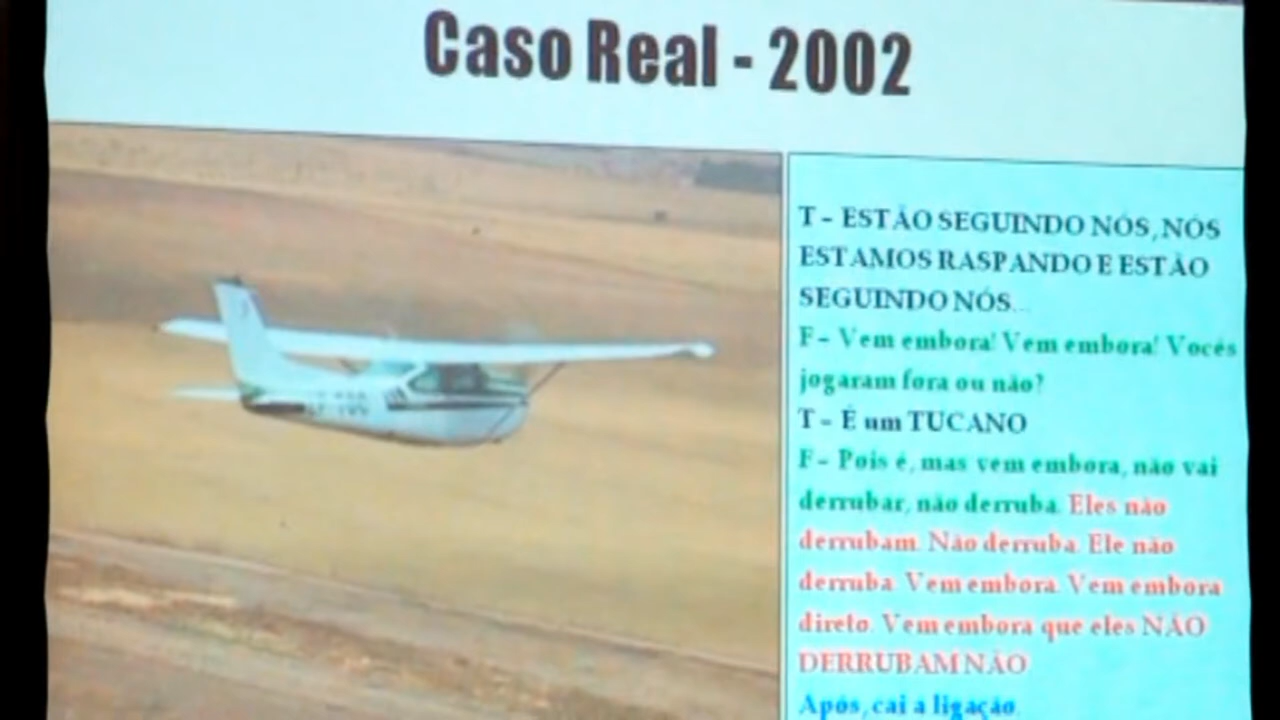 Caso Real - 2002
T - ESTÃO SEGUINDO NÓS, NÓS
ESTAMOS RASPANDO E ESTÃO
SEGUINDO NÓS...
F - Vem embora! Vem embora! Vocês
jogaram fora ou não?
T - É um TUCANO
F - Pois é, mas vem embora, não vai
derrubar, não derruba. Eles não
derrubam. Não derruba. Ele não
derruba. Vem embora. Vem embora
direto. Vem embora que eles NÃO
DERRUBAM NÃO
Após, cai a ligação.